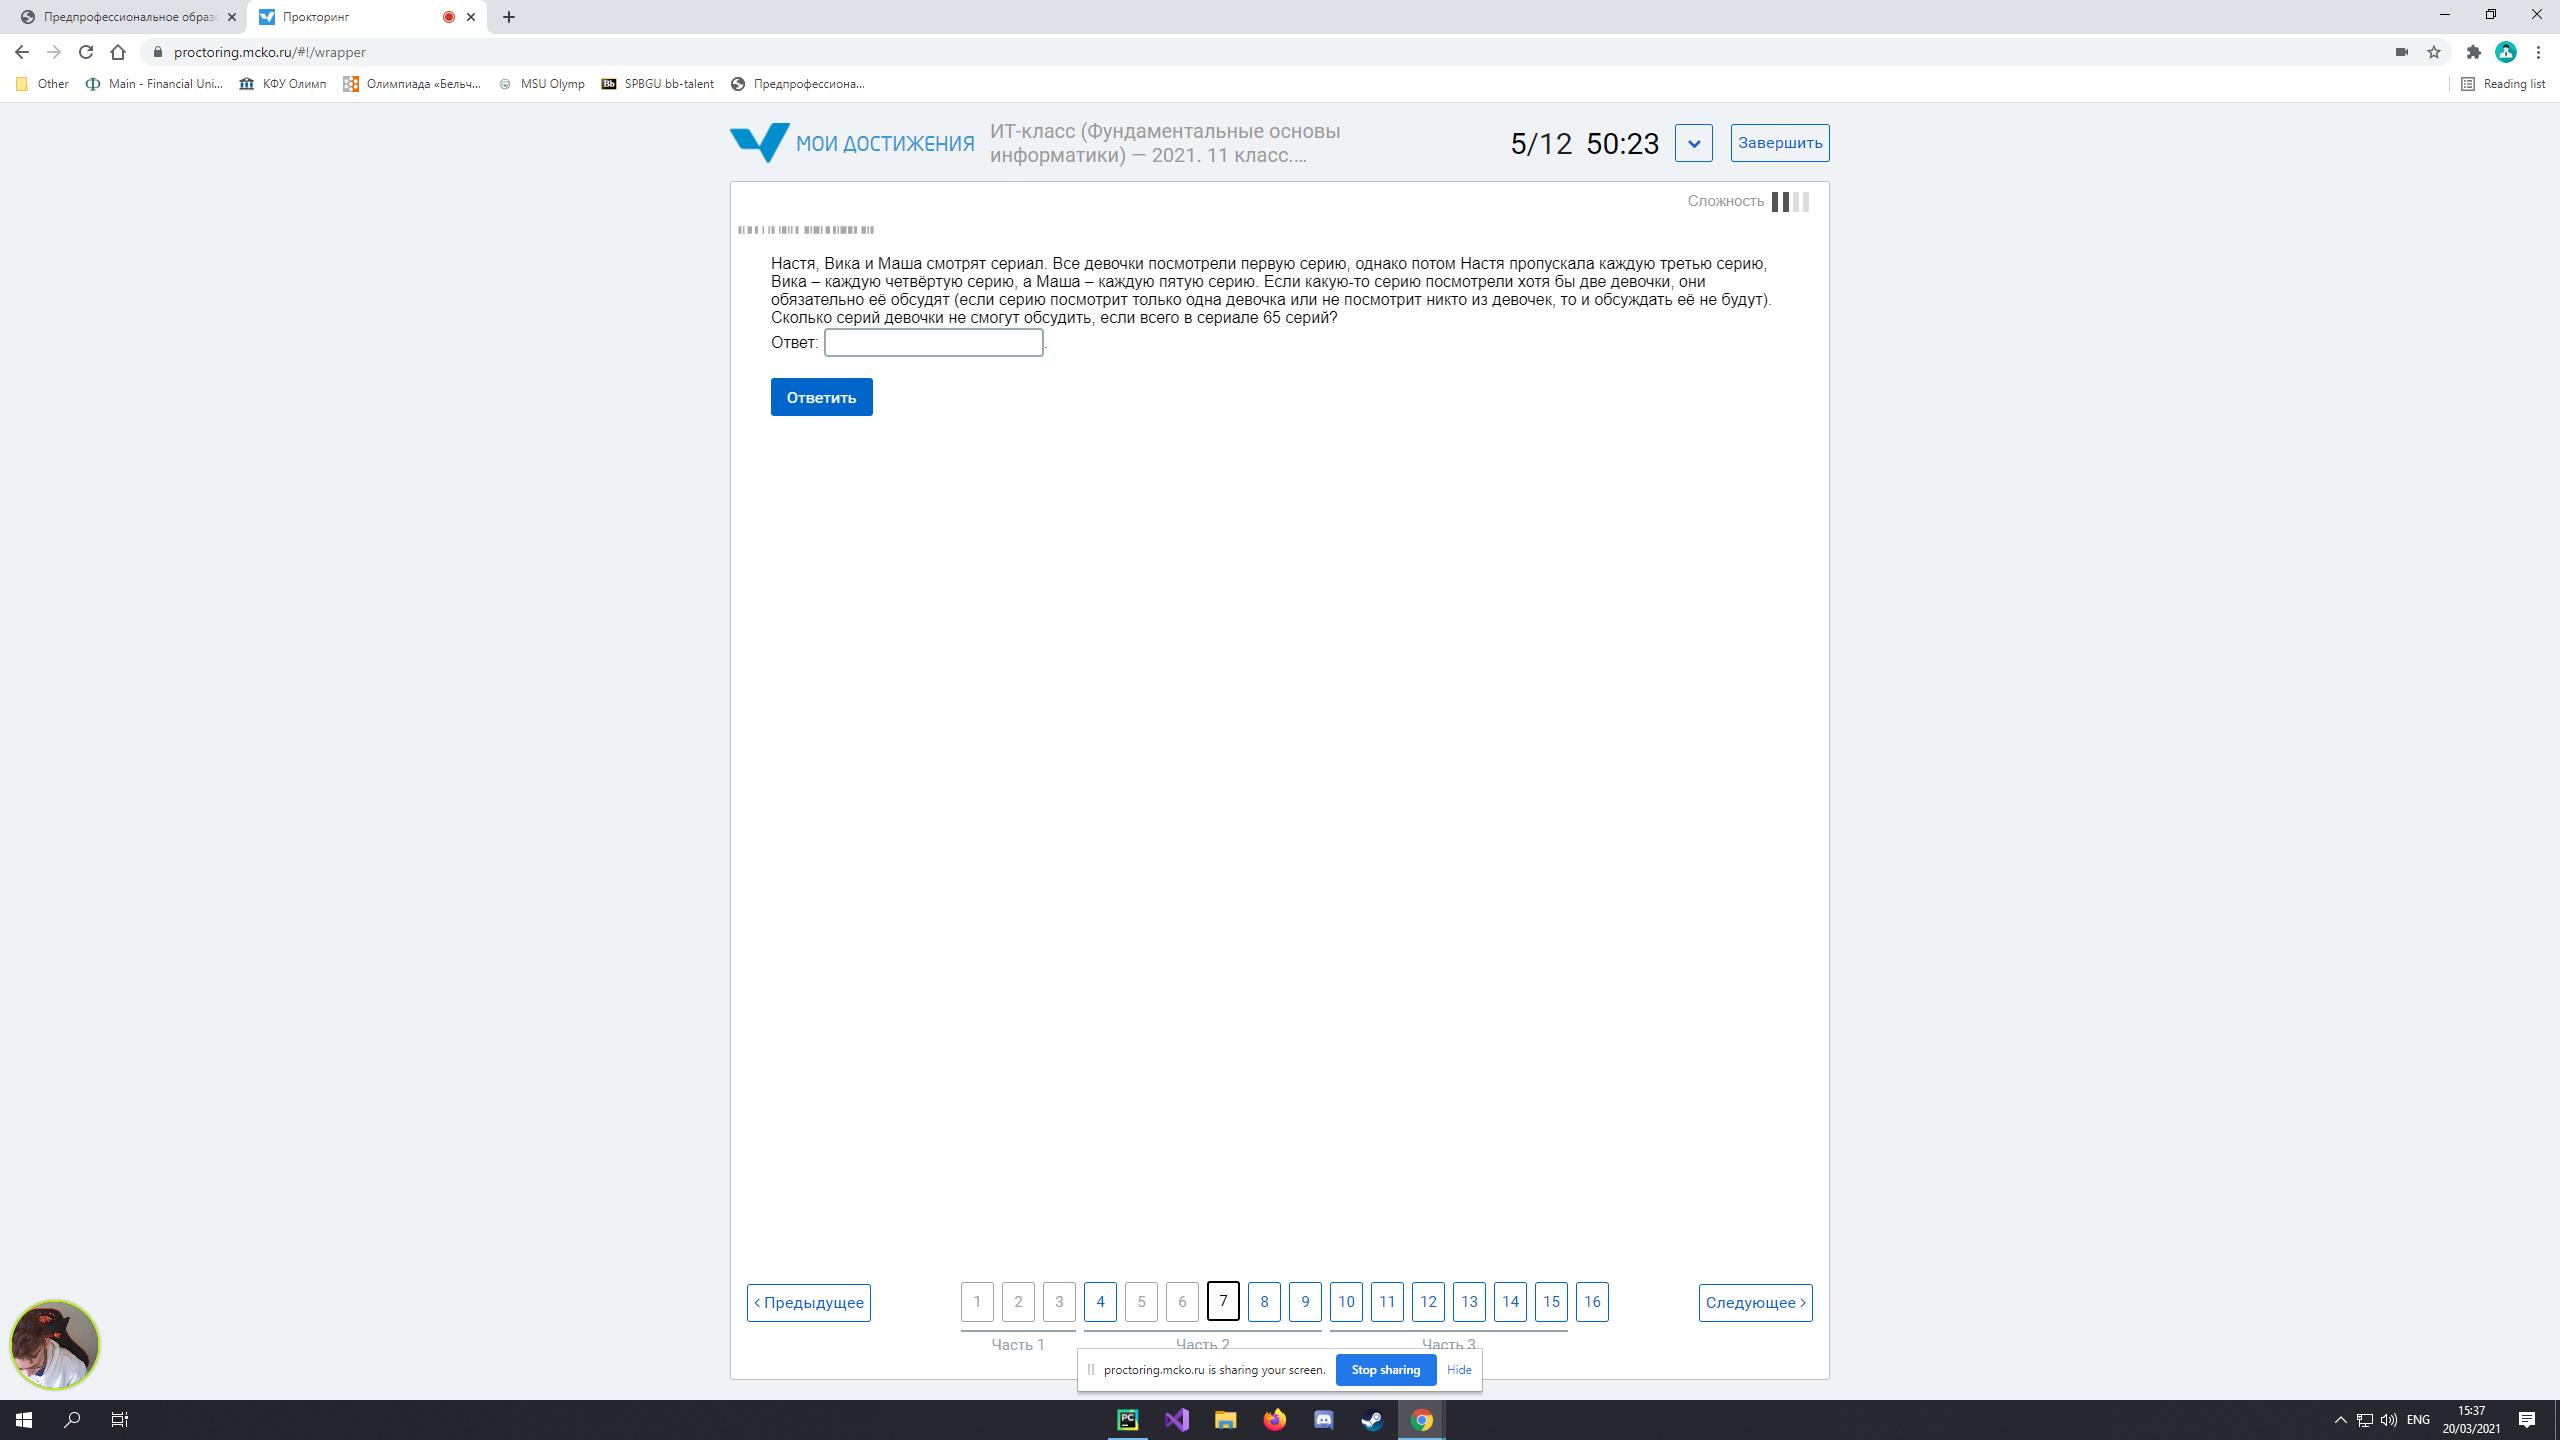 Предпрофессиональное образо
Прокторинг
proctoring.mcko.ru/#!/wrapper
Other
Main - Financial Uni...
КФУ Олимп
Олимпиада «Бельч...
MSU Olymp
Bb
SPBGU bb-talent
Предпрофессиона...
Reading list
МОИ ДОСТИЖЕНИЯ
ИТ-класс (Фундаментальные основы
информатики) — 2021. 11 класс....
5/12 50:23
Завершить
Сложность
Настя, Вика и Маша смотрят сериал. Все девочки посмотрели первую серию, однако потом Настя пропускала каждую третью серию,
Вика – каждую четвёртую серию, а Маша – каждую пятую серию. Если какую-то серию посмотрели хотя бы две девочки, они
обязательно её обсудят (если серию посмотрит только одна девочка или не посмотрит никто из девочек, то и обсуждать её не будут).
Сколько серий девочки не смогут обсудить, если всего в сериале 65 серий?
Ответ: .
Ответить
< Предыдущее
1 2 3 4 5 6 7 8 9 10 11 12 13 14 15 16
Следующее >
Часть 1 Часть 2 Часть 3
proctoring.mcko.ru is sharing your screen.
Stop sharing
Hide
PC
ENG
15:37
20/03/2021